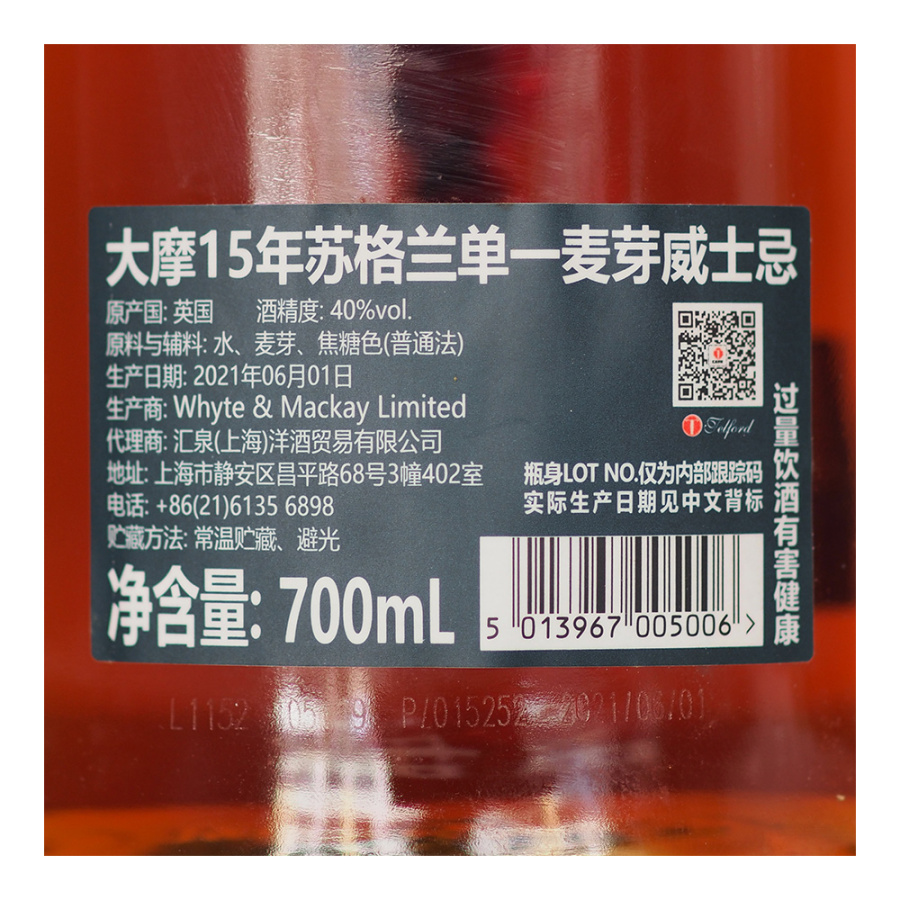 大摩15年苏格兰单一麦芽威士忌
原产国: 英国 酒精度: 40%vol.
原料与辅料: 水、麦芽、焦糖色(普通法)
生产日期: 2021年06月01日
生产商: Whyte & Mackay Limited
代理商: 汇泉(上海)洋酒贸易有限公司
地址: 上海市静安区昌平路68号3幢402室
电话: +86(21)6135 6898
贮藏方法: 常温贮藏、避光
净含量: 700mL
Telford
瓶身LOT NO.仅为内部跟踪码
实际生产日期见中文背标
过量饮酒有害健康
5 013967 005006 >
L1152 P/015252 2021/06/01